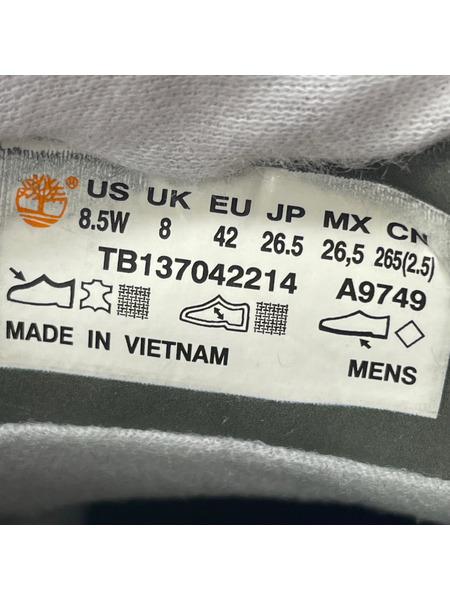 ® US UK EU JP MX CN
8.5W 8 42 26.5 26,5 265(2.5)
TB137042214 A9749
MADE IN VIETNAM MENS